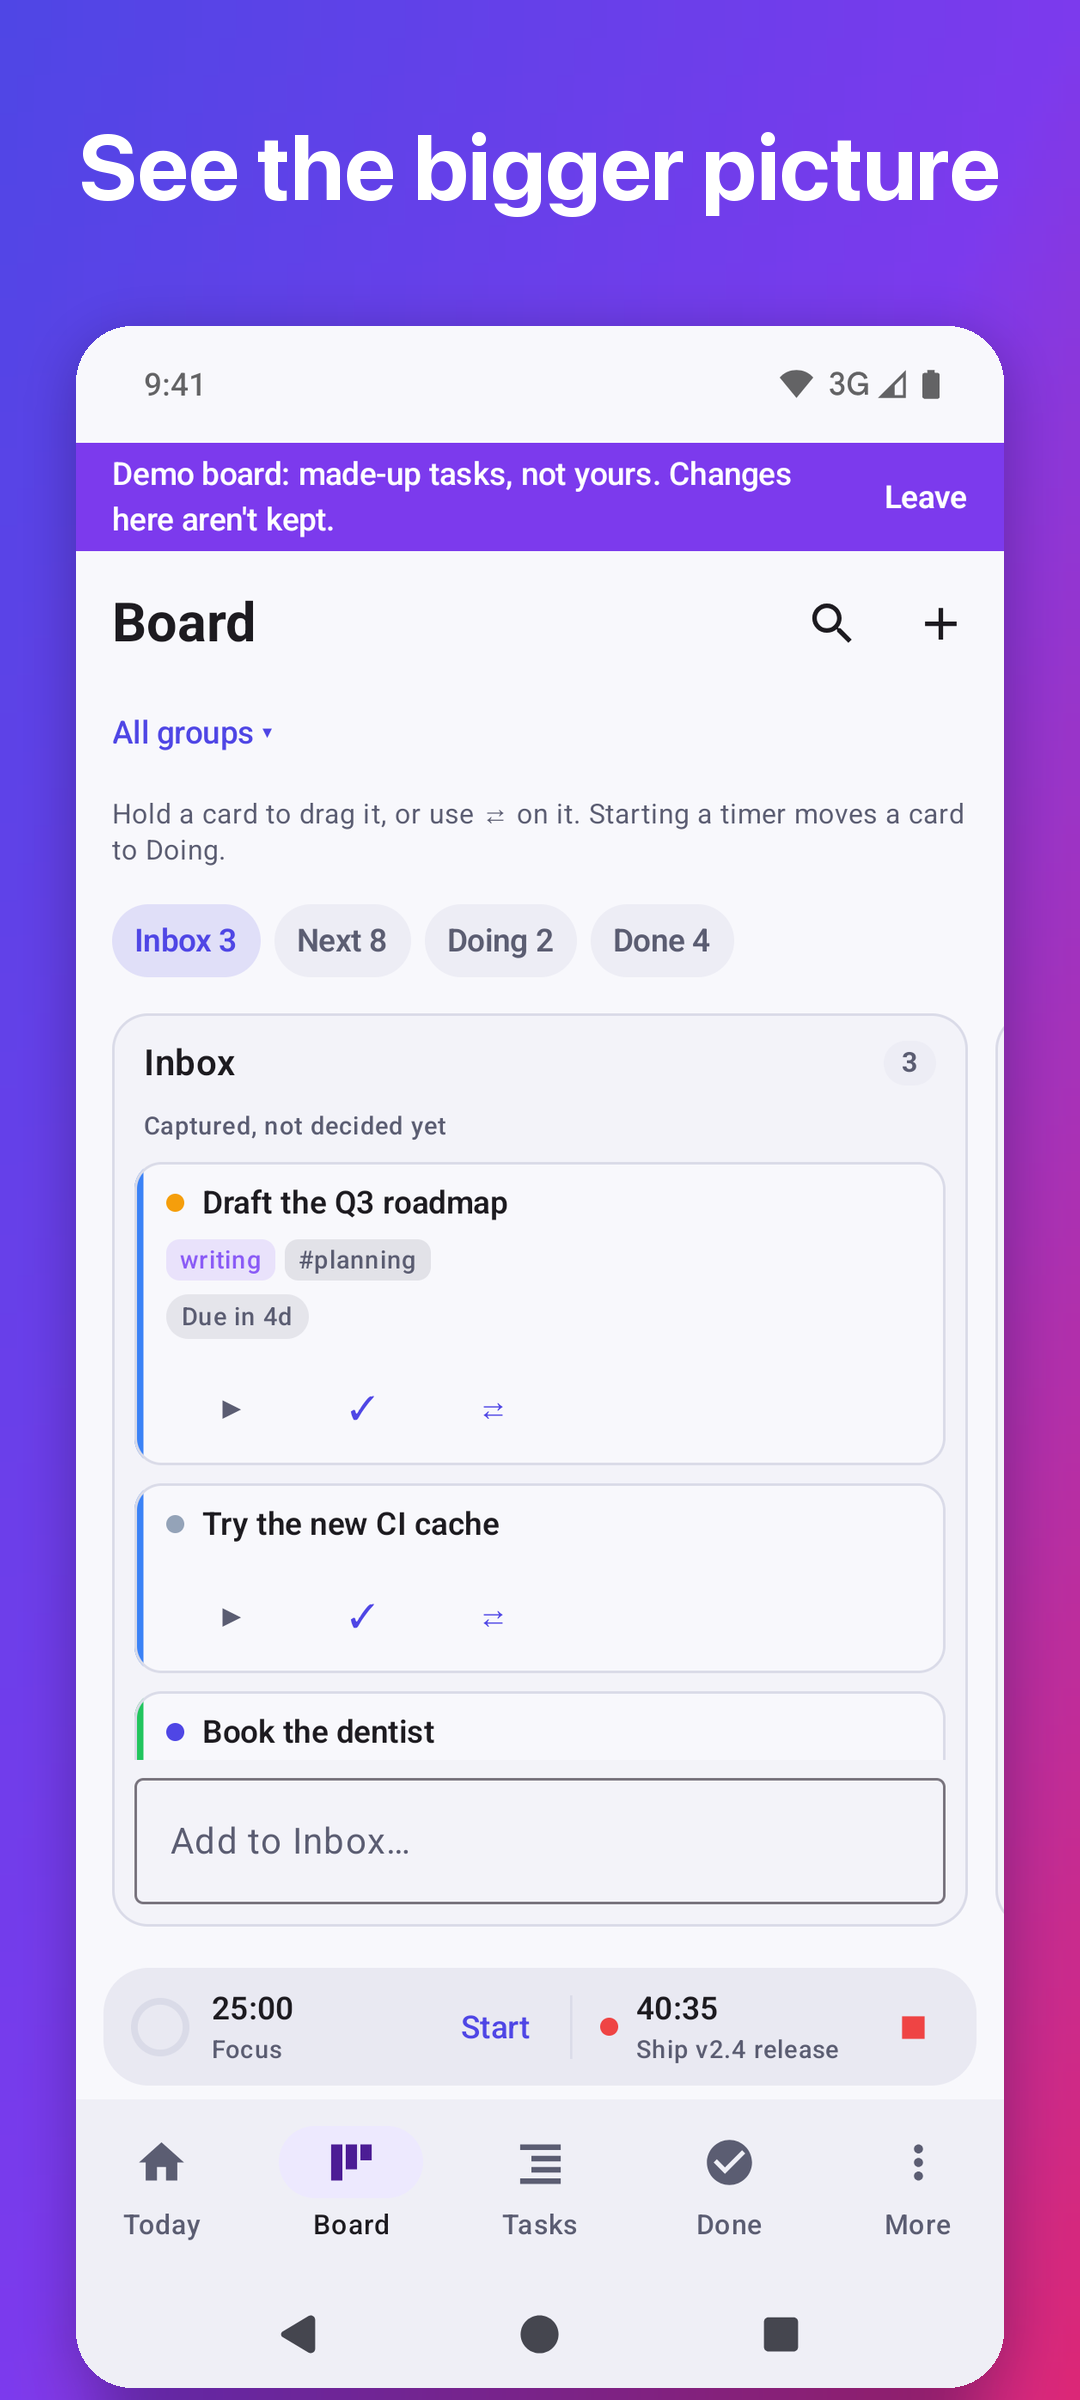 See the bigger picture
9:41
3G
Demo board: made-up tasks, not yours. Changes
here aren't kept.
Leave
Board
All groups ▾
Hold a card to drag it, or use ⇄ on it. Starting a timer moves a card
to Doing.
Inbox 3
Next 8
Doing 2
Done 4
Inbox
3
Captured, not decided yet
Draft the Q3 roadmap
writing
#planning
Due in 4d
Try the new CI cache
Book the dentist
Add to Inbox…
25:00
Focus
Start
40:35
Ship v2.4 release
Today
Board
Tasks
Done
More